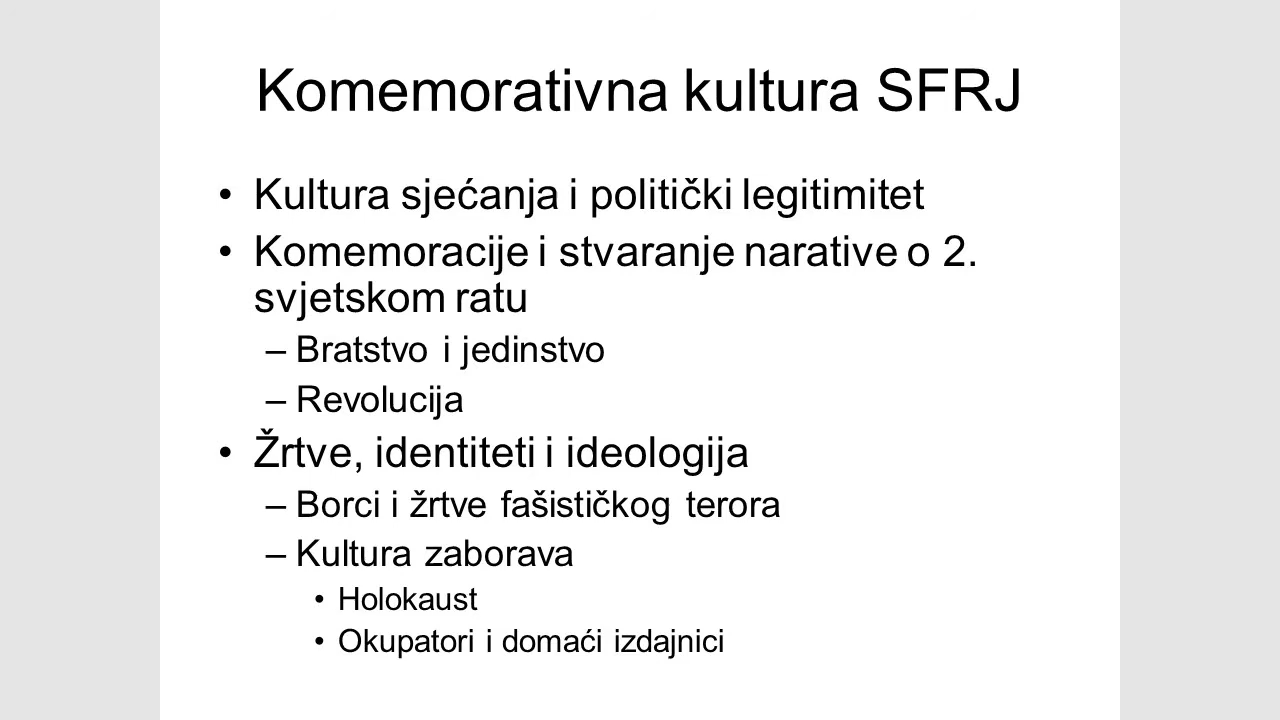 Komemorativna kultura SFRJ
• Kultura sjećanja i politički legitimitet
• Komemoracije i stvaranje narative o 2.
svjetskom ratu
– Bratstvo i jedinstvo
– Revolucija
• Žrtve, identiteti i ideologija
– Borci i žrtve fašističkog terora
– Kultura zaborava
• Holokaust
• Okupatori i domaći izdajnici